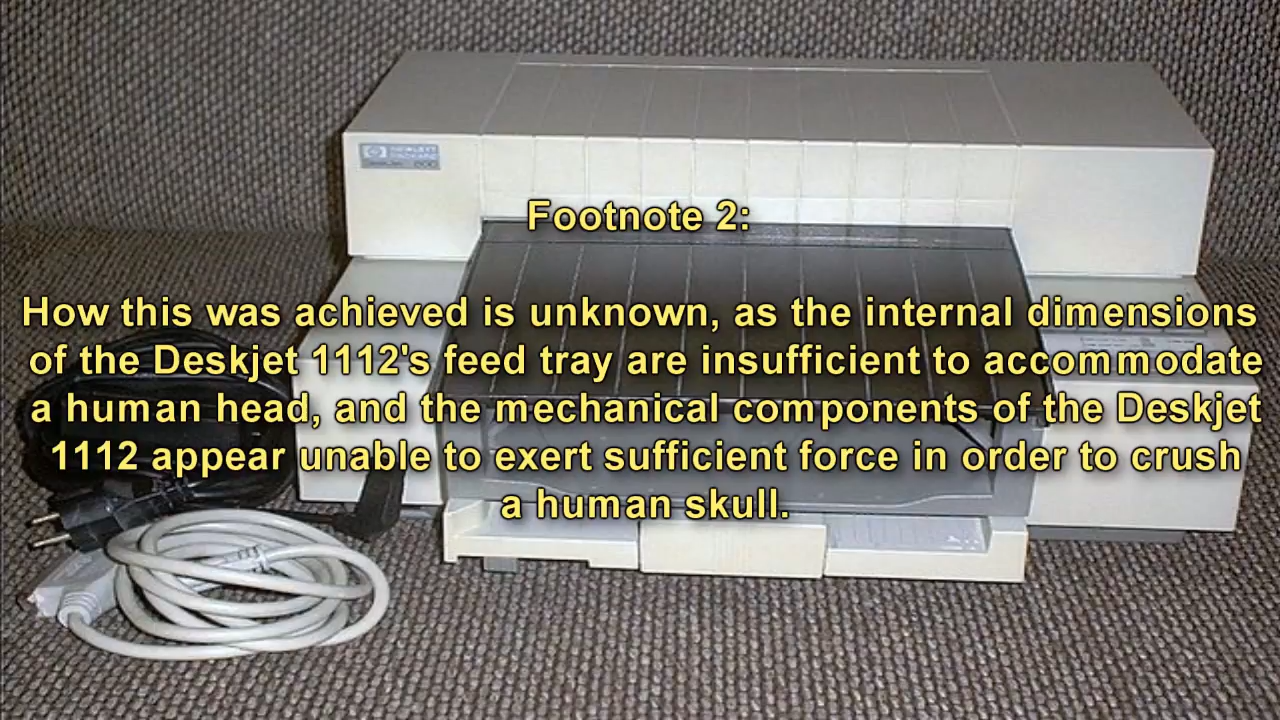 HEWLETT
PACKARD
Footnote 2:
How this was achieved is unknown, as the internal dimensions
of the Deskjet 1112's feed tray are insufficient to accommodate
a human head, and the mechanical components of the Deskjet
1112 appear unable to exert sufficient force in order to crush
a human skull.